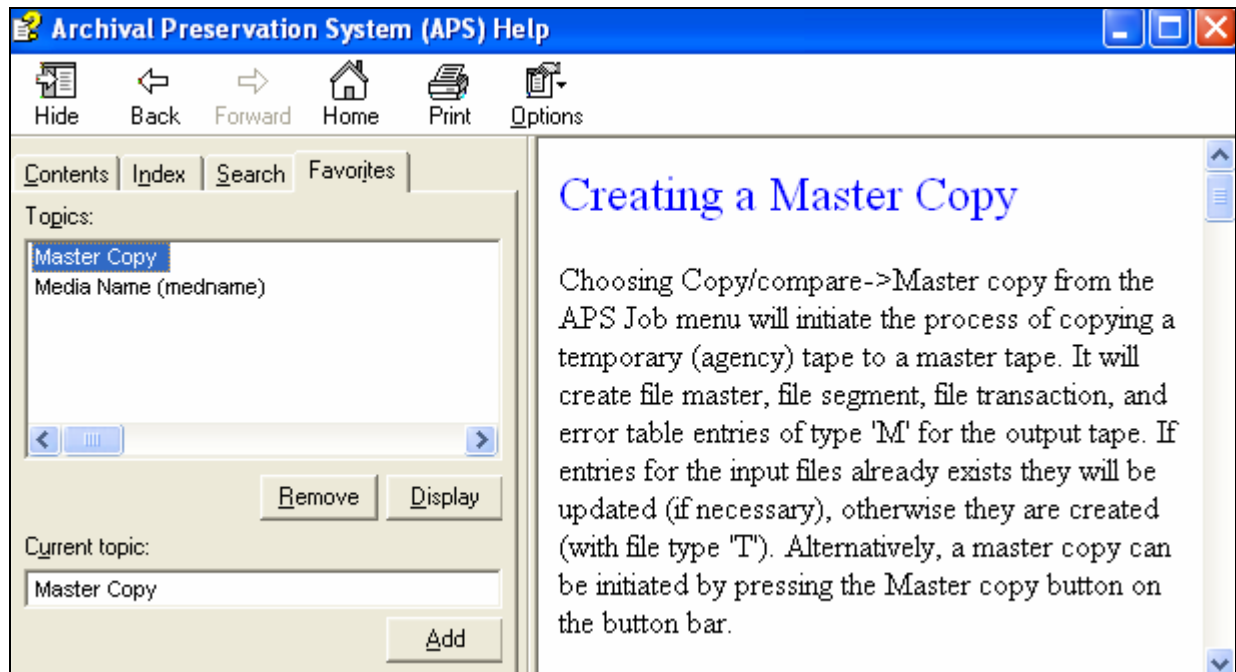 Archival Preservation System (APS) Help
Hide Back Forward Home Print Options
Contents Index Search Favorites
Topics:
Master Copy
Media Name (medname)
Remove Display
Current topic:
Master Copy
Add
Creating a Master Copy
Choosing Copy/compare->Master copy from the
APS Job menu will initiate the process of copying a
temporary (agency) tape to a master tape. It will
create file master, file segment, file transaction, and
error table entries of type 'M' for the output tape. If
entries for the input files already exists they will be
updated (if necessary), otherwise they are created
(with file type 'T'). Alternatively, a master copy can
be initiated by pressing the Master copy button on
the button bar.